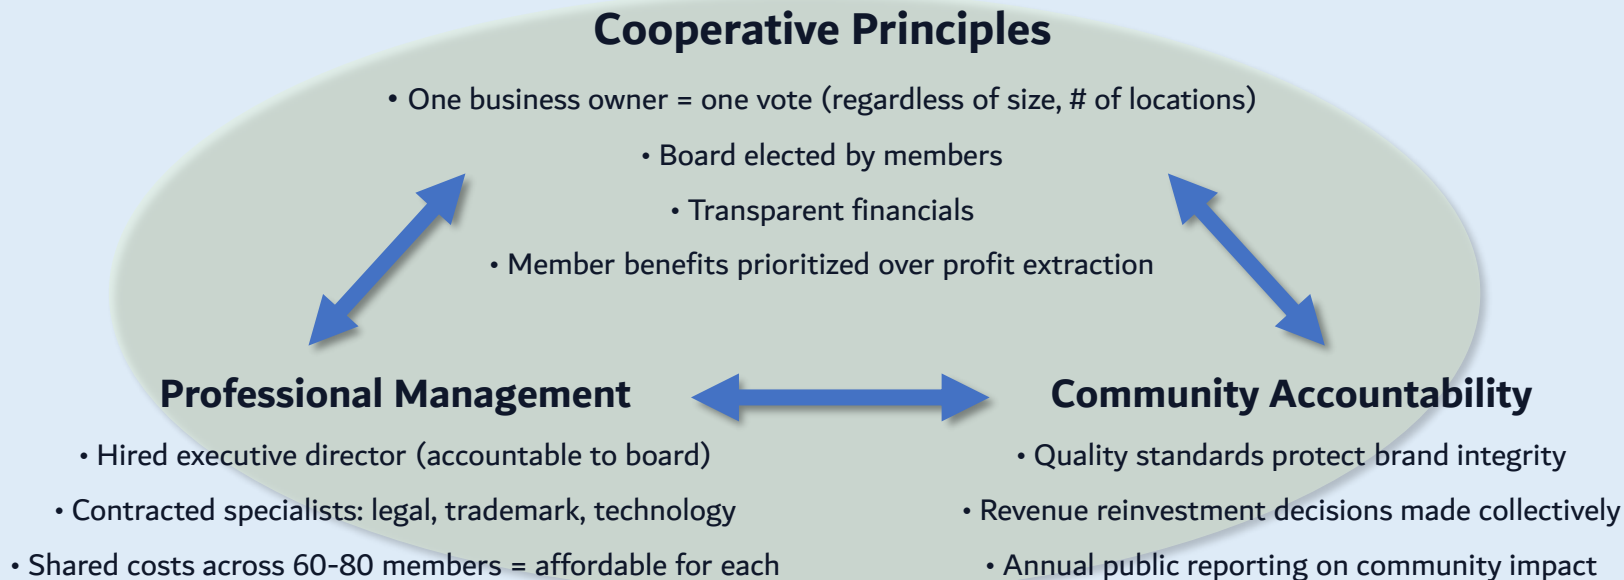 Cooperative Principles
• One business owner = one vote (regardless of size, # of locations)
• Board elected by members
• Transparent financials
• Member benefits prioritized over profit extraction
Professional Management
• Hired executive director (accountable to board)
• Contracted specialists: legal, trademark, technology
• Shared costs across 60-80 members = affordable for each
Community Accountability
• Quality standards protect brand integrity
• Revenue reinvestment decisions made collectively
• Annual public reporting on community impact